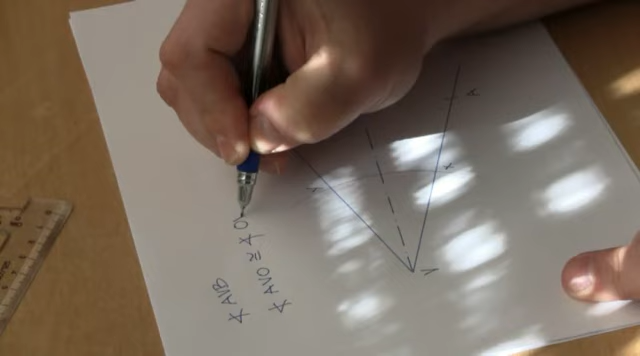 ∡ AVB
∡ AVO ≅ ∡ O
A
V